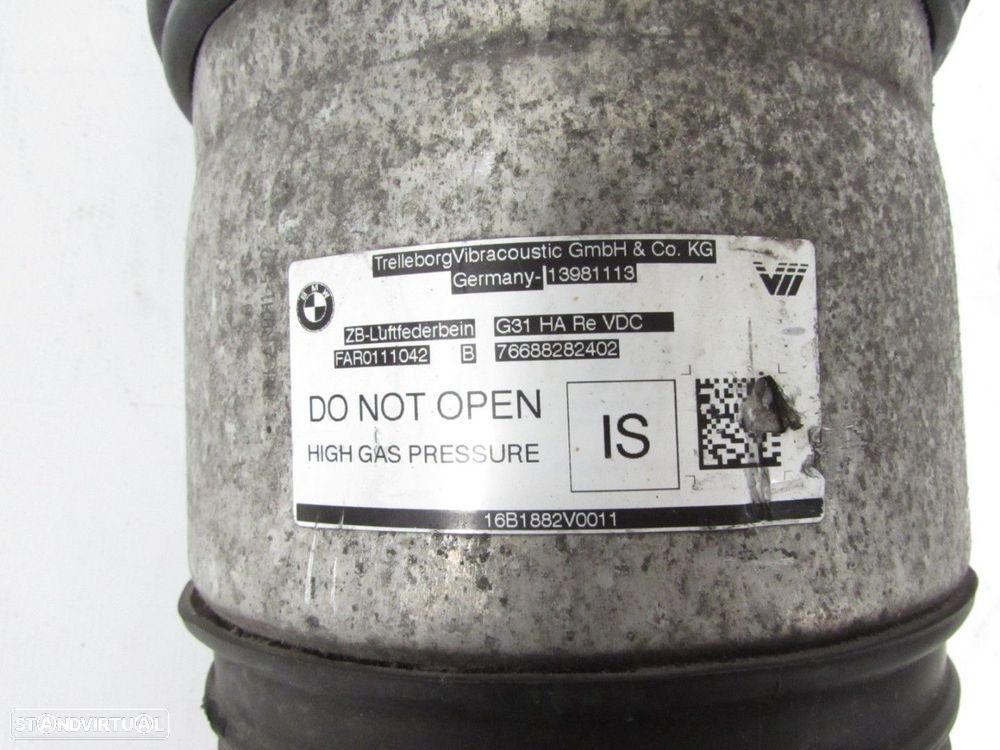 TrelleborgVibracoustic GmbH & Co. KG
Germany- 13981113
BMW
ZB-Luftfederbein G31 HA Re VDC
FAR0111042 B 76688282402
DO NOT OPEN
HIGH GAS PRESSURE
IS
16B1882V0011
STANDVIRTUAL